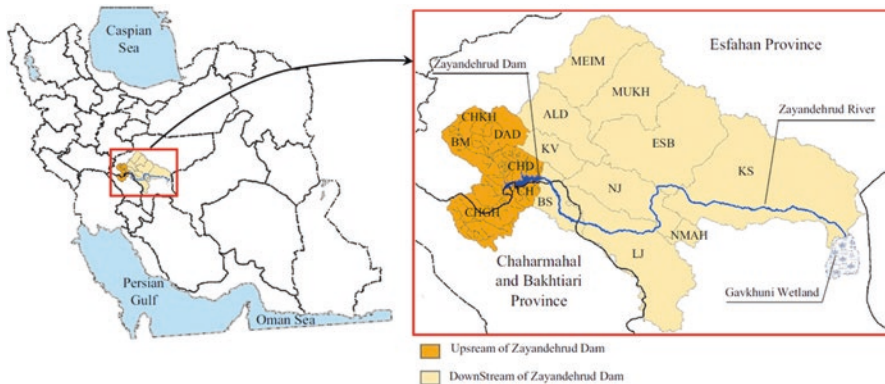 Caspian
Sea
Persian
Gulf
Oman Sea
Esfahan Province
Zayandehrud Dam
Zayandehrud River
MEIM
MUKH
CHKH
DAD
BM
ALD
KV
ESB
KS
CHD
CH
NJ
BS
CHGH
NMAH
LJ
Chaharmahal
and Bakhtiari
Province
Gavkhuni Wetland
Upsream of Zayandehrud Dam
DownStream of Zayandehrud Dam